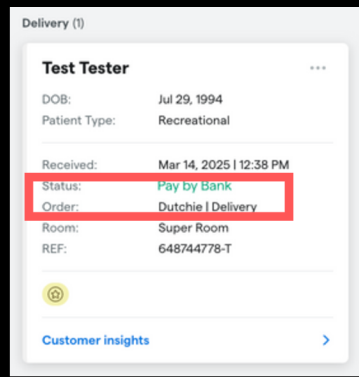 Delivery (1)
Test Tester
DOB: Jul 29, 1994
Patient Type: Recreational
Received: Mar 14, 2025 | 12:38 PM
Status: Pay by Bank
Order: Dutchie | Delivery
Room: Super Room
REF: 648744778-T
Customer insights